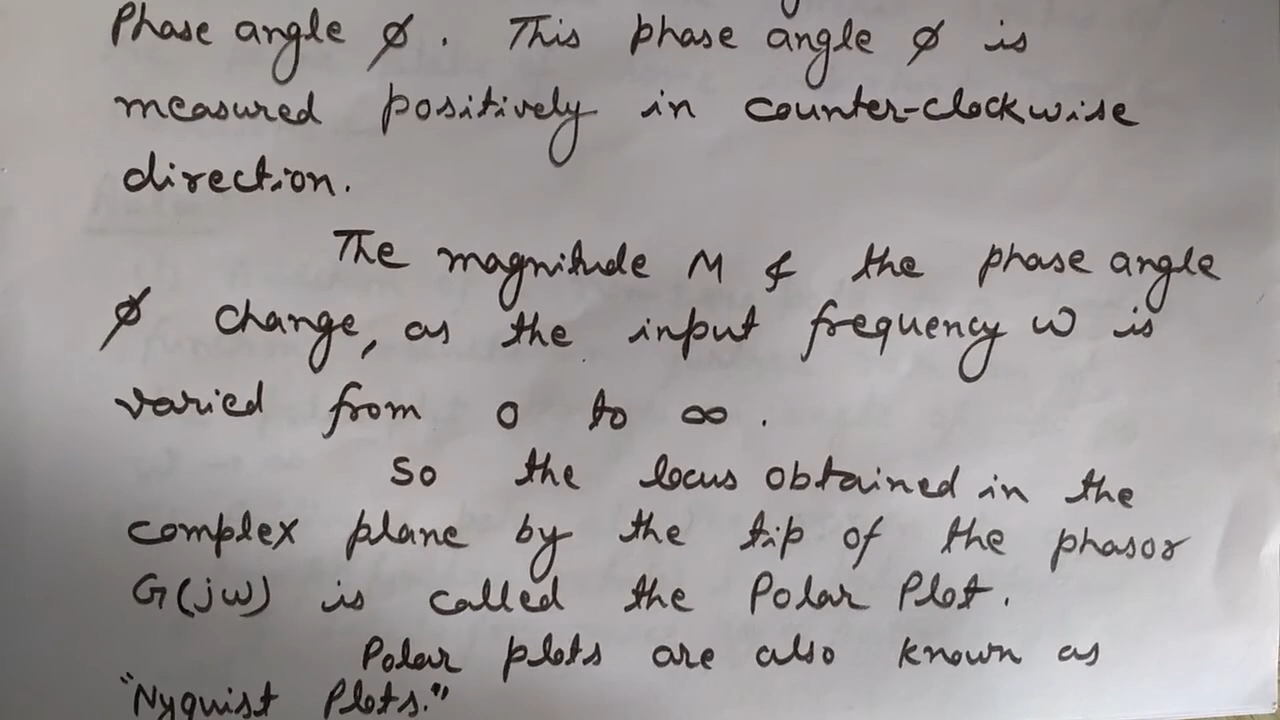 Phase angle ϕ. This phase angle ϕ is
measured positively in counter-clockwise
direction.
The magnitude M & the phase angle
ϕ change, as the input frequency ω is
varied from 0 to ∞.
So the locus obtained in the
complex plane by the tip of the phasor
G(jω) is called the Polar Plot.
Polar plots are also known as
"Nyquist Plots."